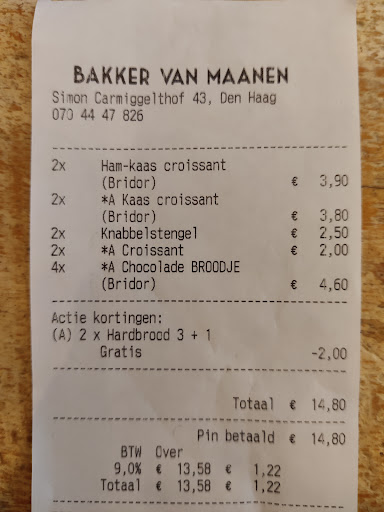 BAKKER VAN MAANEN
Simon Carmiggelthof 43, Den Haag
070 44 47 826
2x Ham-kaas croissant
(Bridor) € 3,90
2x *A Kaas croissant
(Bridor) € 3,80
2x Knabbelstengel € 2,50
2x *A Croissant € 2,00
4x *A Chocolade BROODJE
(Bridor) € 4,60
Actie kortingen:
(A) 2 x Hardbrood 3 + 1
Gratis -2,00
Totaal € 14,80
Pin betaald € 14,80
BTW Over
9,0% € 13,58 € 1,22
Totaal € 13,58 € 1,22